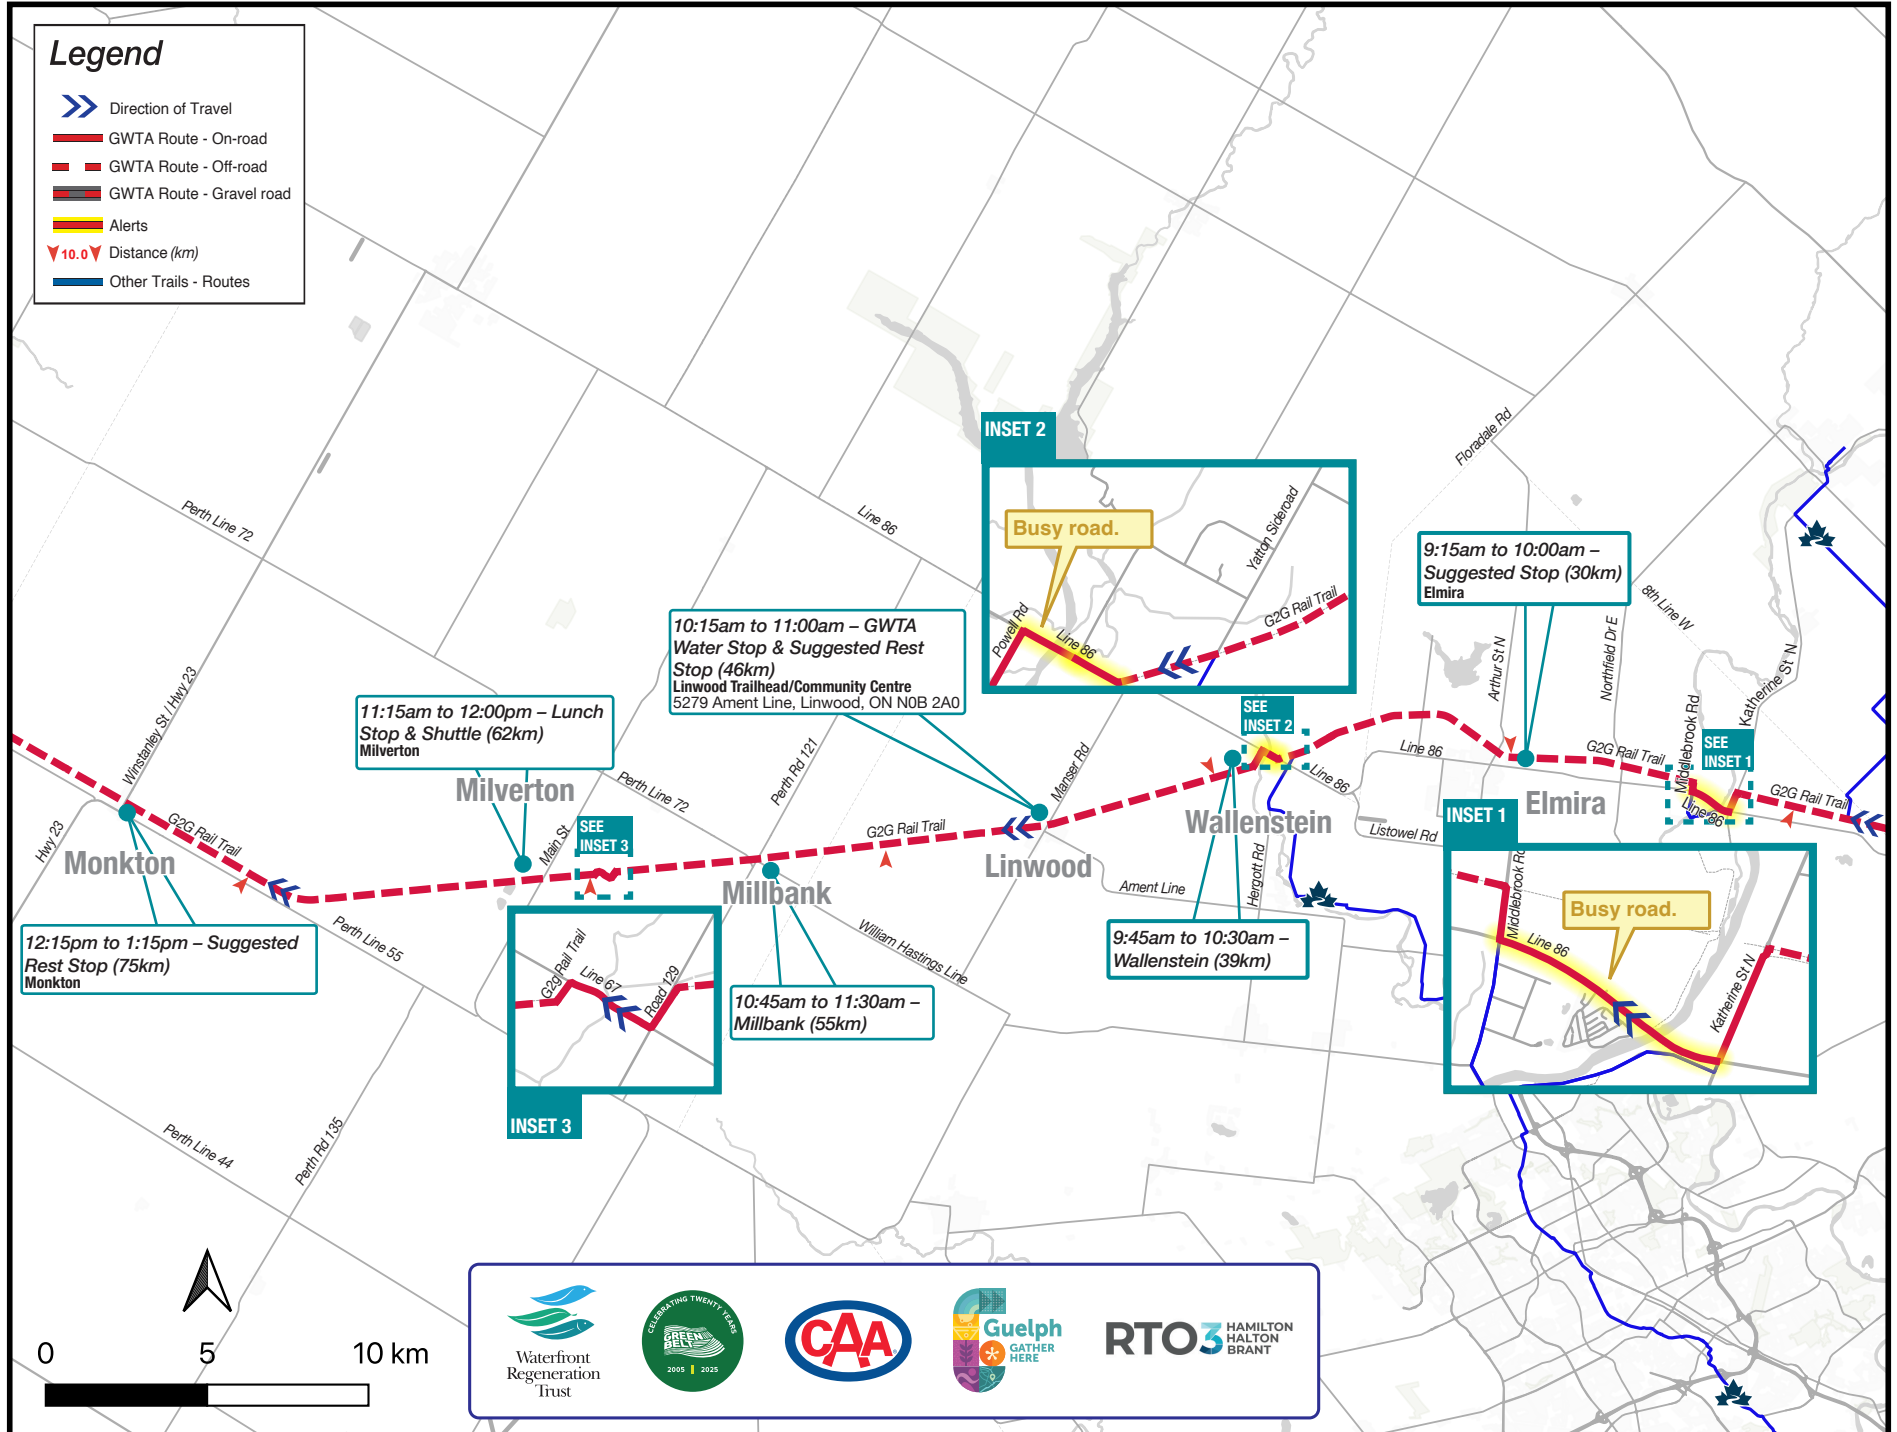 Legend
Direction of Travel
GWTA Route - On-road
GWTA Route - Off-road
GWTA Route - Gravel road
Alerts
10.0 Distance (km)
Other Trails - Routes
INSET 2
Busy road.
Yatton Sideroad
G2G Rail Trail
Powell Rd
Line 86
Floradale Rd
Perth Line 72
Line 86
9:15am to 10:00am –
Suggested Stop (30km)
Elmira
8th Line W
Northfield Dr E
Arthur St N
Katherine St N
Middlebrook Rd
10:15am to 11:00am – GWTA
Water Stop & Suggested Rest
Stop (46km)
Linwood Trailhead/Community Centre
5279 Ament Line, Linwood, ON N0B 2A0
11:15am to 12:00pm – Lunch
Stop & Shuttle (62km)
Milverton
Winstanley St / Hwy 23
SEE
INSET 2
SEE
INSET 1
Line 86
G2G Rail Trail
Line 86
G2G Rail Trail
Line 86
Perth Rd 121
Manser Rd
Milverton
Perth Line 72
Elmira
Wallenstein
Listowel Rd
Hergott Rd
G2G Rail Trail
SEE
INSET 3
Main St
Hwy 23
Monkton
G2G Rail Trail
Linwood
Millbank
Ament Line
INSET 1
Middlebrook Rd
Busy road.
Line 86
Katherine St N
12:15pm to 1:15pm – Suggested
Rest Stop (75km)
Monkton
Perth Line 55
G2g Rail Trail
Line 67
Road 129
INSET 3
William Hastings Line
10:45am to 11:30am –
Millbank (55km)
9:45am to 10:30am –
Wallenstein (39km)
Perth Line 44
Perth Rd 135
0 5 10 km
Waterfront
Regeneration
Trust
CELEBRATING TWENTY YEARS
GREEN
BELT
2005 2025
CAA
Guelph
GATHER
HERE
RTO3 HAMILTON
HALTON
BRANT